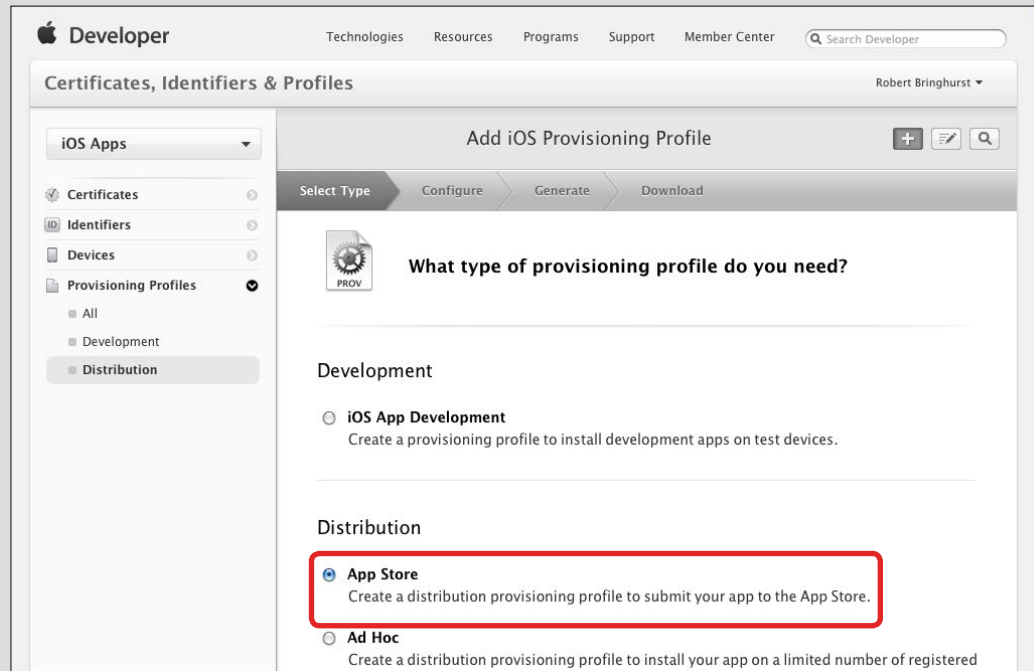 Developer
Technologies Resources Programs Support Member Center Search Developer
Certificates, Identifiers & Profiles
Robert Bringhurst
iOS Apps
Add iOS Provisioning Profile
Select Type Configure Generate Download
Certificates
ID Identifiers
Devices
Provisioning Profiles
All
Development
Distribution
PROV
What type of provisioning profile do you need?
Development
iOS App Development
Create a provisioning profile to install development apps on test devices.
Distribution
App Store
Create a distribution provisioning profile to submit your app to the App Store.
Ad Hoc
Create a distribution provisioning profile to install your app on a limited number of registered